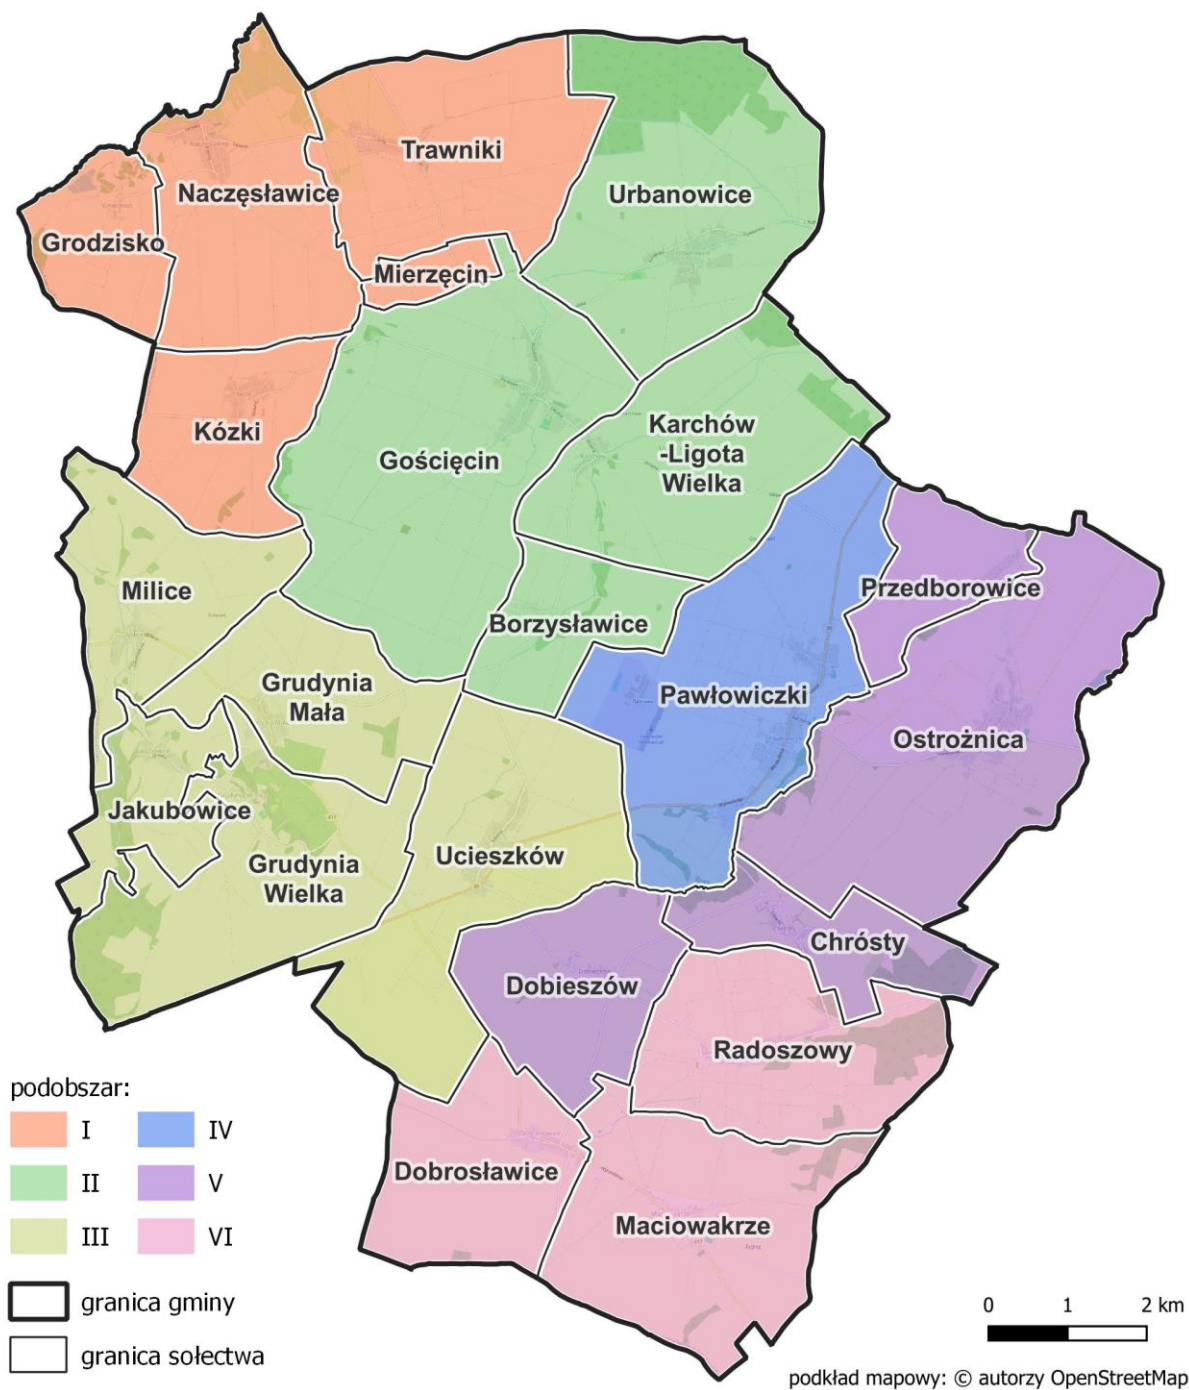 Trawniki
Naczęsławice
Urbanowice
Grodzisko
Mierzęcin
Kózki
Gościęcin
Karchów
-Ligota
Wielka
Milice
Przedborowice
Borzysławice
Grudynia
Mała
Pawłowiczki
Ostrożnica
Jakubowice
Grudynia
Wielka
Ucieszków
Chrósty
Dobieszów
Radoszowy
Dobrosławice
Maciowakrze
podobszar:
I
IV
II
V
III
VI
granica gminy
granica sołectwa
0 1 2 km
podkład mapowy: © autorzy OpenStreetMap